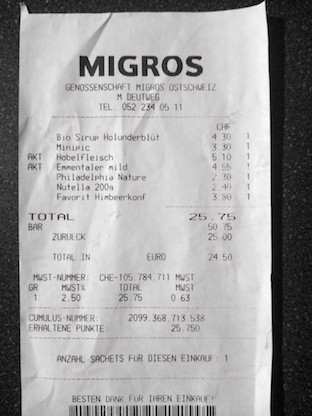 MIGROS
GENOSSENSCHAFT MIGROS OSTSCHWEIZ
M DEUTWEG
TEL. 052 234 05 11
CHF
Bio Sirup Holunderblut 4.30 1
Minipic 3.30 1
AKT Hobelfleisch 5.10 1
AKT Emmentaler mild 4.55 1
Philadelphia Nature 2.30 1
Nutella 200g 2.40 1
Favorit Himbeerkonf 3.80 1
TOTAL 25.75
BAR 50.75
ZURUECK 25.00
TOTAL IN EURO 24.50
MWST-NUMMER: CHE-105.784.711 MWST
GR MWST% TOTAL MWST
1 2.50 25.75 0.63
CUMULUS-NUMMER: 2099.368.713.538
ERHALTENE PUNKTE: 25.750
ANZAHL SACHETS FÜR DIESEN EINKAUF: 1
BESTEN DANK FÜR IHREN EINKAUF!